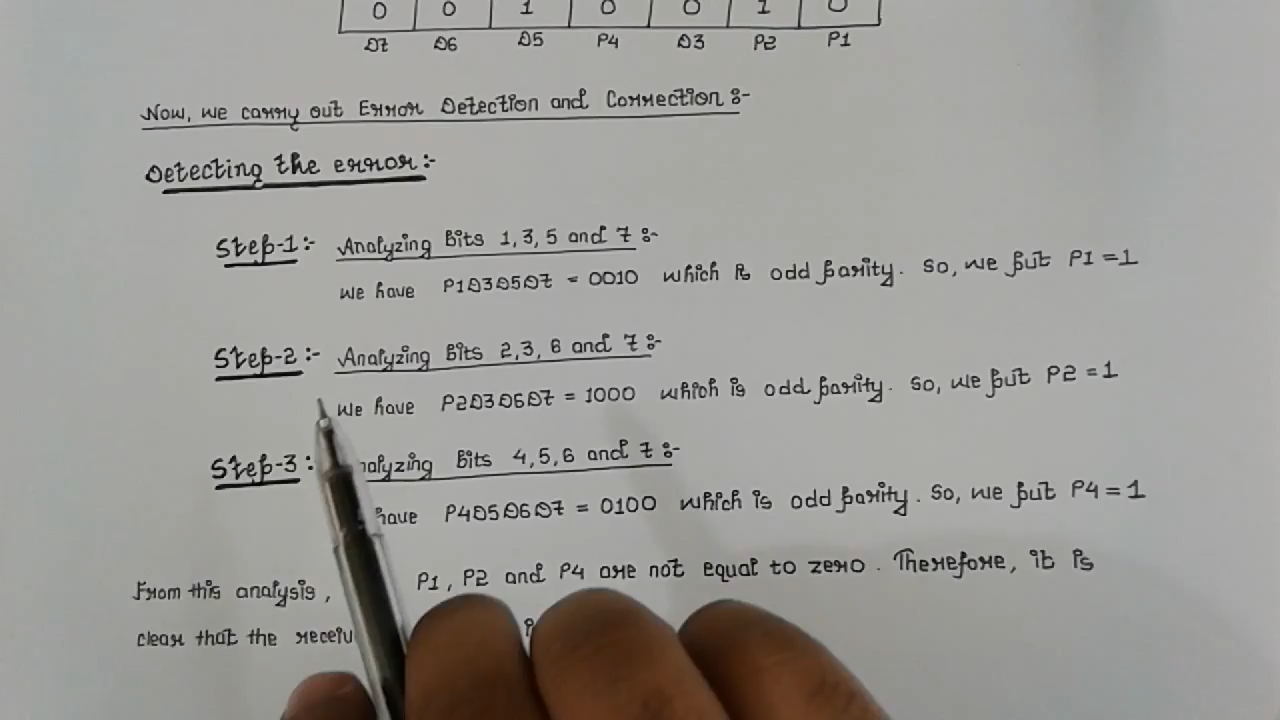 0 0 1 0 0 1 0
D7 D6 D5 P4 D3 P2 P1
Now, we carry out Error Detection and Correction :-
Detecting the error :-
Step-1 :- Analyzing Bits 1, 3, 5 and 7 :-
We have P1D3D5D7 = 0010 which is odd parity. So, we put P1 = 1
Step-2 :- Analyzing Bits 2, 3, 6 and 7 :-
We have P2D3D6D7 = 1000 which is odd parity. So, we put P2 = 1
Step-3 : nalyzing Bits 4, 5, 6 and 7 :-
have P4D5D6D7 = 0100 which is odd parity. So, we put P4 = 1
From this analysis, P1, P2 and P4 are not equal to zero. Therefore, it is
clear that the